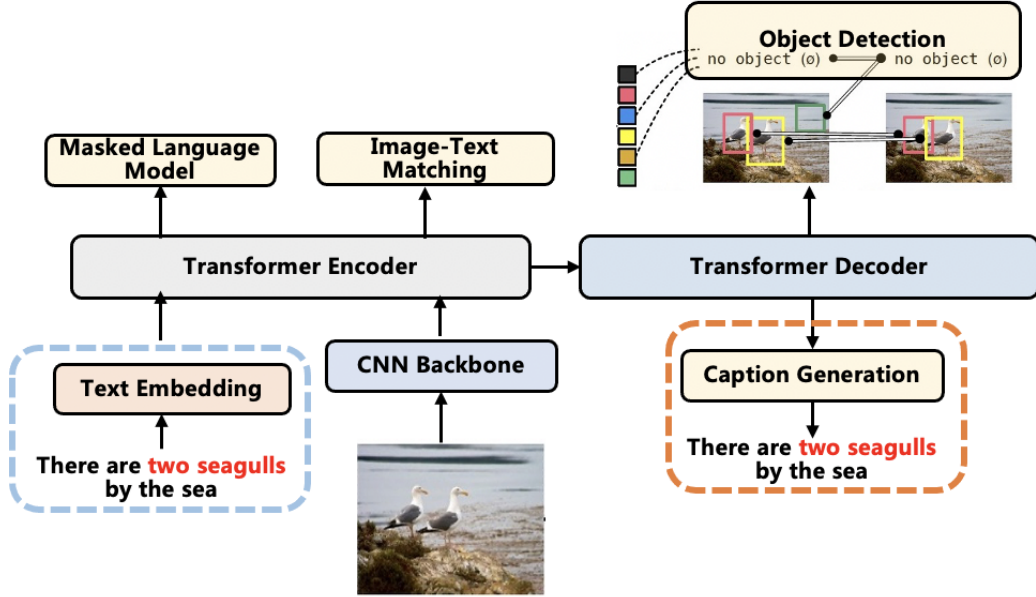 Object Detection
no object (ø)
no object (ø)
Masked Language
Model
Image-Text
Matching
Transformer Encoder
Transformer Decoder
Text Embedding
CNN Backbone
Caption Generation
There are two seagulls
by the sea
There are two seagulls
by the sea